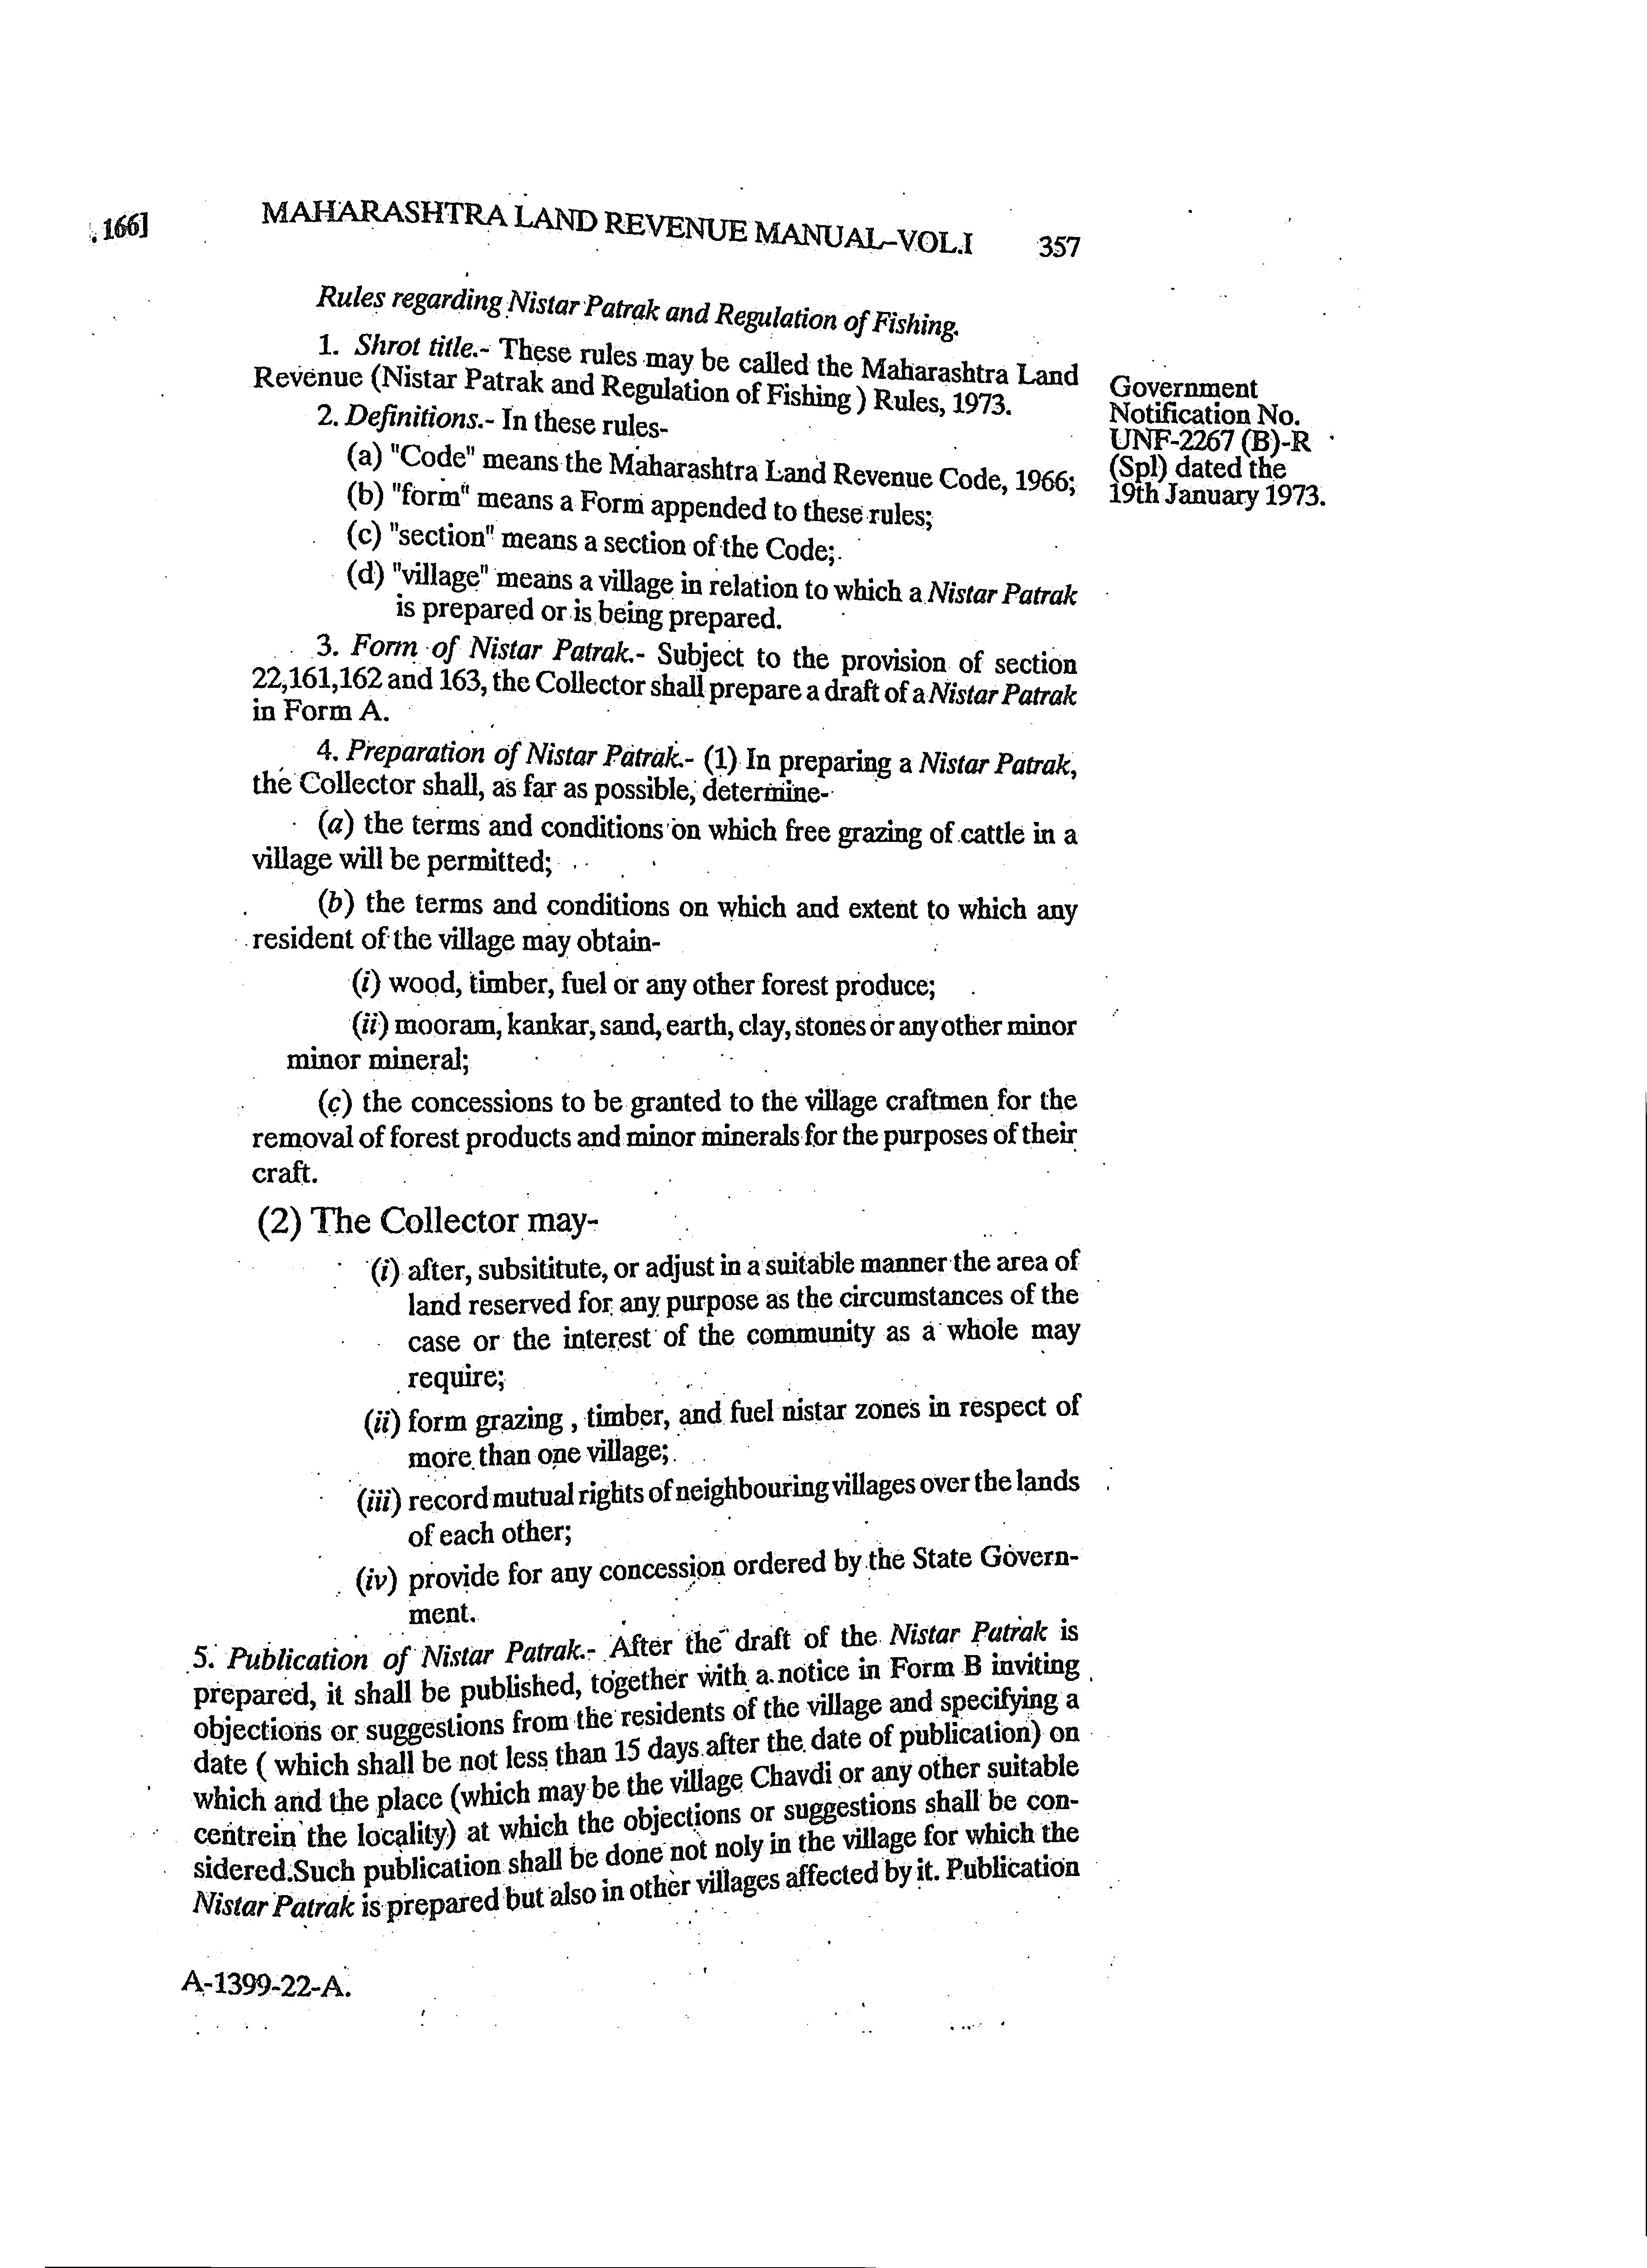 . 166]
MAHARASHTRA LAND REVENUE MANUAL–VOL.I 357
Rules regarding Nistar Patrak and Regulation of Fishing.
1. Shrot title.- These rules may be called the Maharashtra Land
Revenue (Nistar Patrak and Regulation of Fishing ) Rules, 1973.
Government
Notification No.
UNF-2267 (B)-R
(Spl) dated the
19th January 1973.
2. Definitions.- In these rules-
(a) "Code" means the Maharashtra Land Revenue Code, 1966;
(b) "form" means a Form appended to these rules;
(c) "section" means a section of the Code;
(d) "village" means a village in relation to which a Nistar Patrak
is prepared or is being prepared.
3. Form of Nistar Patrak.- Subject to the provision of section
22,161,162 and 163, the Collector shall prepare a draft of a Nistar Patrak
in Form A.
4. Preparation of Nistar Patrak.- (1) In preparing a Nistar Patrak,
the Collector shall, as far as possible, determine-
(a) the terms and conditions on which free grazing of cattle in a
village will be permitted;
(b) the terms and conditions on which and extent to which any
resident of the village may obtain-
(i) wood, timber, fuel or any other forest produce;
(ii) mooram, kankar, sand, earth, clay, stones or any other minor
minor mineral;
(c) the concessions to be granted to the village craftmen for the
removal of forest products and minor minerals for the purposes of their
craft.
(2) The Collector may-
(i) after, subsititute, or adjust in a suitable manner the area of
land reserved for any purpose as the circumstances of the
case or the interest of the community as a whole may
require;
(ii) form grazing , timber, and fuel nistar zones in respect of
more than one village;
(iii) record mutual rights of neighbouring villages over the lands
of each other;
(iv) provide for any concession ordered by the State Govern-
ment.
5. Publication of Nistar Patrak.- After the draft of the Nistar Patrak is
prepared, it shall be published, together with a notice in Form B inviting
objections or suggestions from the residents of the village and specifying a
date ( which shall be not less than 15 days after the date of publication) on
which and the place (which may be the village Chavdi or any other suitable
centrein the locality) at which the objections or suggestions shall be con-
sidered.Such publication shall be done not noly in the village for which the
Nistar Patrak is prepared but also in other villages affected by it. Publication
A-1399-22-A.